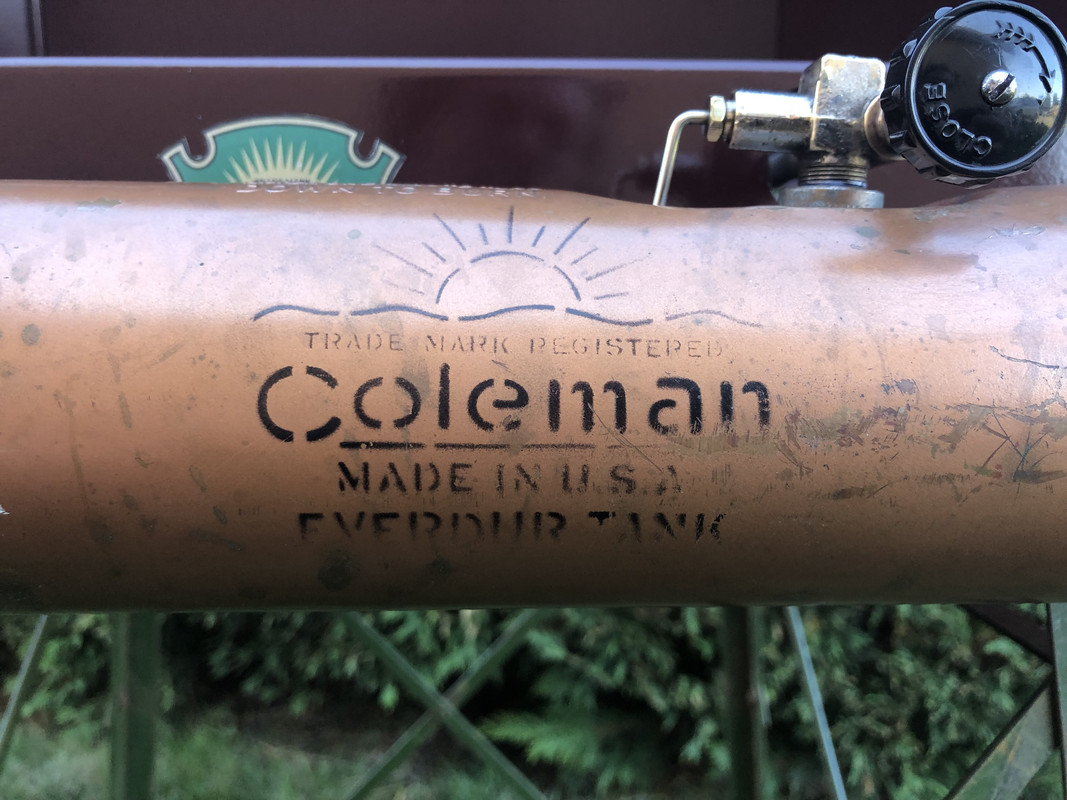 CLOSE
TRADE MARK REGISTERED
Coleman
MADE IN U.S.A
EVERDUR TANK